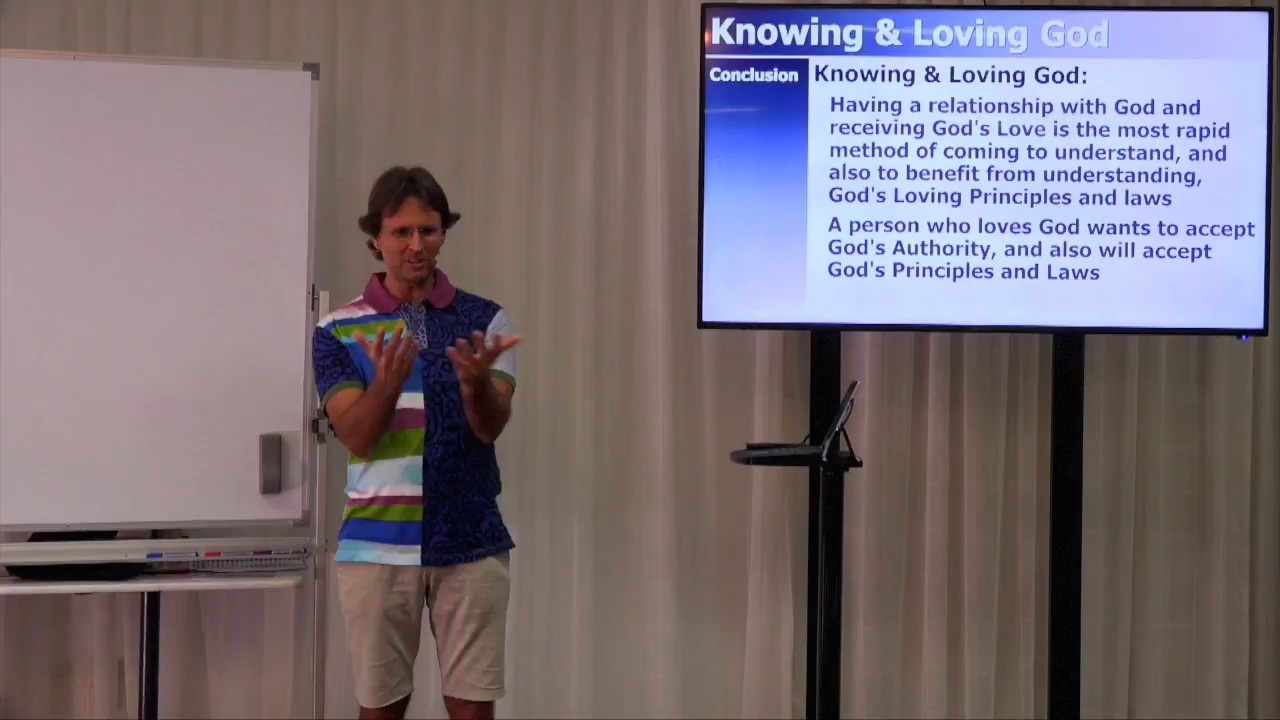 Knowing & Loving God
Conclusion
Knowing & Loving God:
Having a relationship with God and
receiving God's Love is the most rapid
method of coming to understand, and
also to benefit from understanding,
God's Loving Principles and laws
A person who loves God wants to accept
God's Authority, and also will accept
God's Principles and Laws